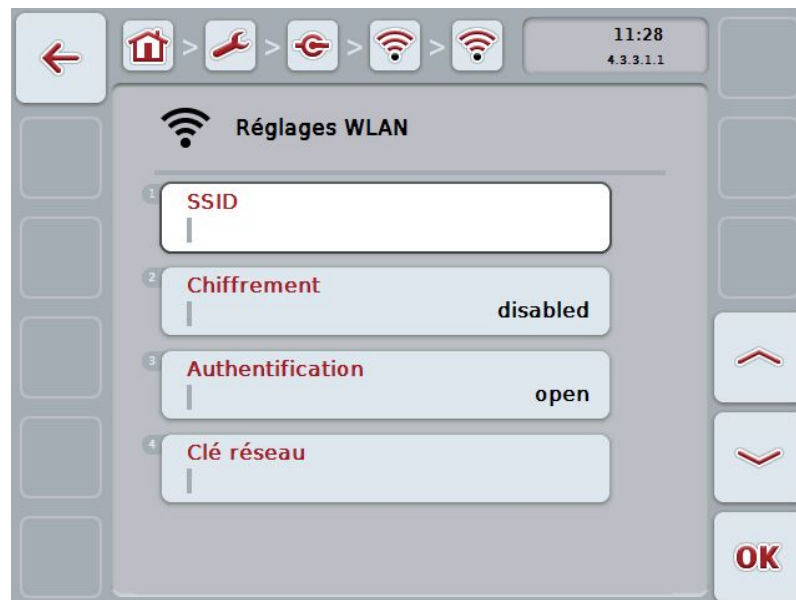 > > > >
11:28
4.3.3.1.1
Réglages WLAN
1
SSID
2
Chiffrement
disabled
3
Authentification
open
4
Clé réseau
OK